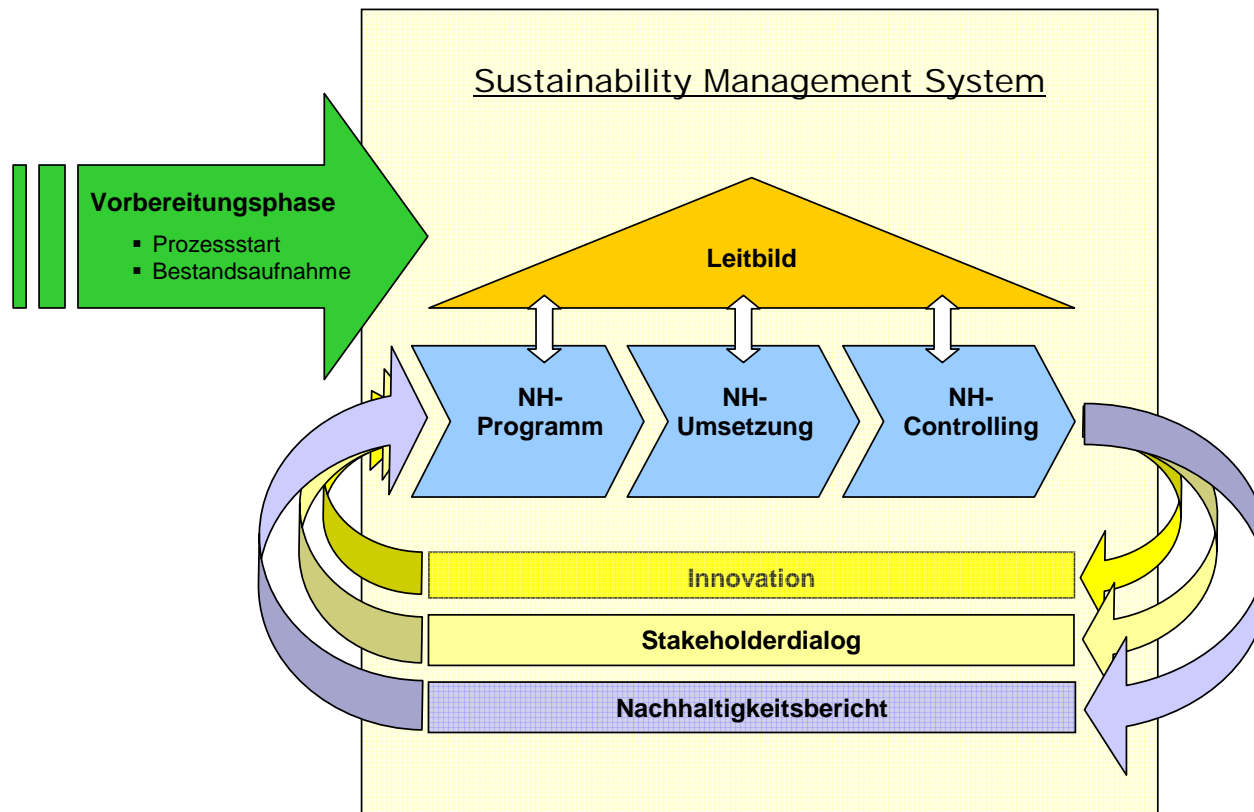 Sustainability Management System
Vorbereitungsphase
▪ Prozessstart
▪ Bestandsaufnahme
Leitbild
NH-
Programm
NH-
Umsetzung
NH-
Controlling
Innovation
Stakeholderdialog
Nachhaltigkeitsbericht